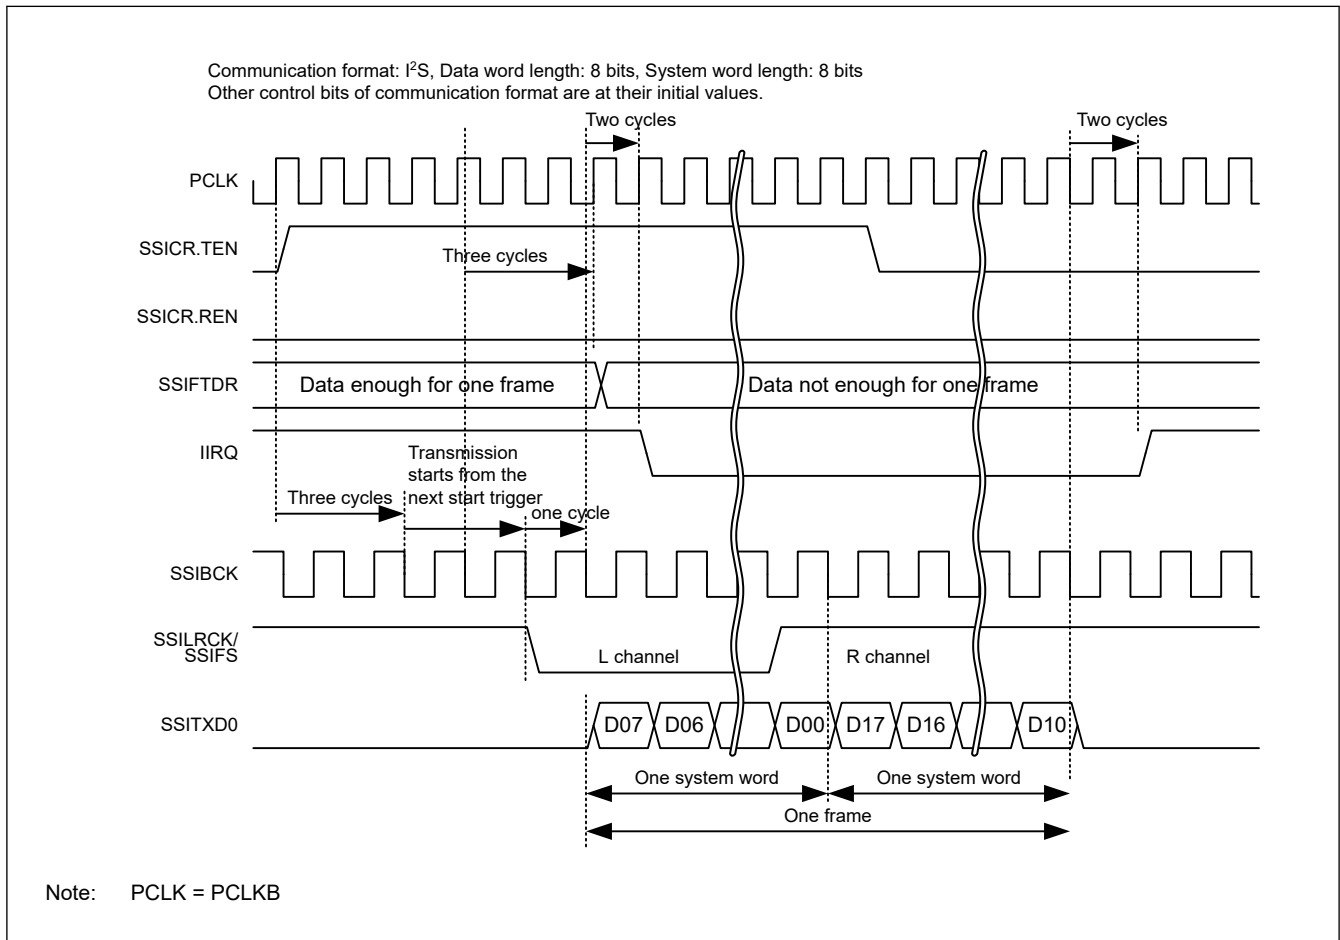 Communication format: I²S, Data word length: 8 bits, System word length: 8 bits
Other control bits of communication format are at their initial values.
Two cycles
Two cycles
PCLK
SSICR.TEN
Three cycles
SSICR.REN
SSIFTDR
Data enough for one frame
Data not enough for one frame
IIRQ
Transmission
starts from the
next start trigger
Three cycles
one cycle
SSIBCK
SSILRCK/
SSIFS
L channel
R channel
SSITXD0
D07
D06
D00
D17
D16
D10
One system word
One system word
One frame
Note: PCLK = PCLKB